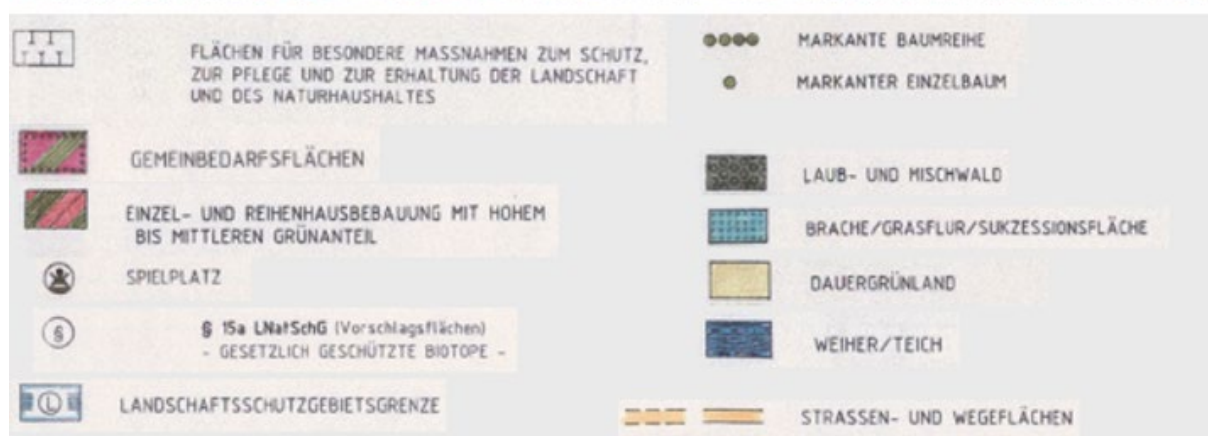 FLÄCHEN FÜR BESONDERE MASSNAHMEN ZUM SCHUTZ,
ZUR PFLEGE UND ZUR ERHALTUNG DER LANDSCHAFT
UND DES NATURHAUSHALTES
GEMEINBEDARFSFLÄCHEN
EINZEL- UND REIHENHAUSBEBAUUNG MIT HOHEM
BIS MITTLEREN GRÜNANTEIL
SPIELPLATZ
§
§ 15a LNatSchG (Vorschlagsflächen)
- GESETZLICH GESCHÜTZTE BIOTOPE -
L
LANDSCHAFTSSCHUTZGEBIETSGRENZE
MARKANTE BAUMREIHE
MARKANTER EINZELBAUM
LAUB- UND MISCHWALD
BRACHE/GRASFLUR/SUKZESSIONSFLÄCHE
DAUERGRÜNLAND
WEIHER/TEICH
STRASSEN- UND WEGEFLÄCHEN